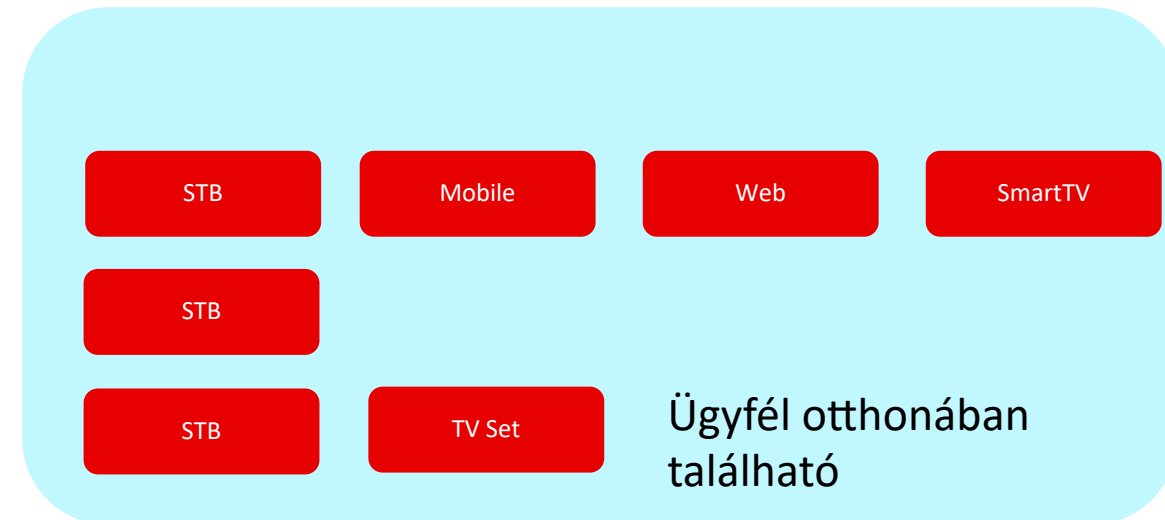 STB
Mobile
Web
SmartTV
STB
STB
TV Set
Ügyfél otthonában
található